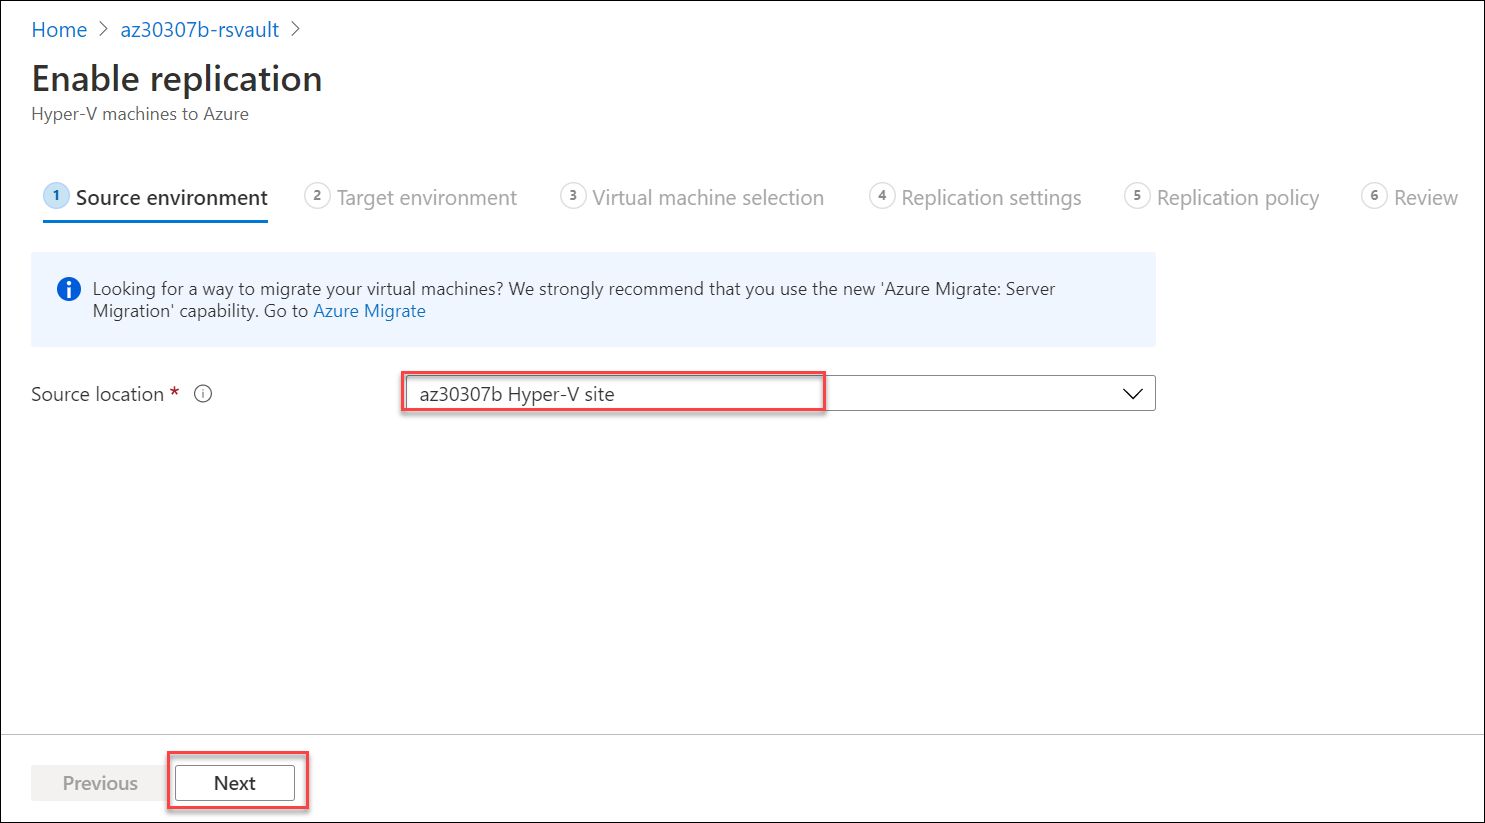 Home > az30307b-rsvault >
Enable replication
Hyper-V machines to Azure
1 Source environment 2 Target environment 3 Virtual machine selection 4 Replication settings 5 Replication policy 6 Review
Looking for a way to migrate your virtual machines? We strongly recommend that you use the new 'Azure Migrate: Server
Migration' capability. Go to Azure Migrate
Source location * az30307b Hyper-V site
Previous Next